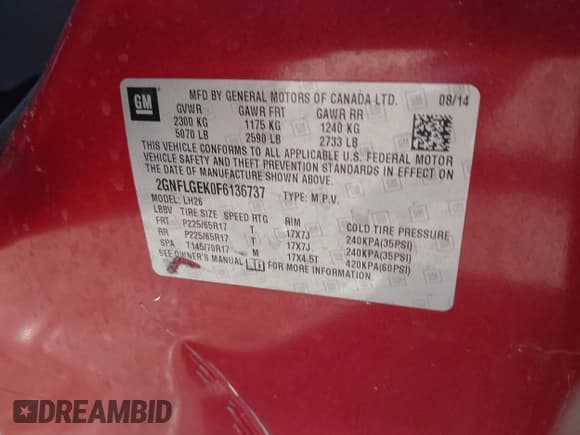 GM
MFD BY GENERAL MOTORS OF CANADA LTD. 08/14
GVWR GAWR FRT GAWR RR
2300 KG 1175 KG 1240 KG
5070 LB 2590 LB 2733 LB
THIS VEHICLE CONFORMS TO ALL APPLICABLE U.S. FEDERAL MOTOR
VEHICLE SAFETY AND THEFT PREVENTION STANDARDS IN EFFECT ON
THE DATE OF MANUFACTURE SHOWN ABOVE.
2GNFLGEK0F6136737 TYPE: M.P.V.
MODEL: LH26
LBBV TIRE SIZE SPEED RTG RIM COLD TIRE PRESSURE
FRT P225/65R17 T 17X7J 240KPA(35PSI)
RR P225/65R17 T 17X7J 240KPA(35PSI)
SPA T145/70R17 M 17X4.5T 420KPA(60PSI)
SEE OWNER'S MANUAL FOR MORE INFORMATION.
DREAMBID